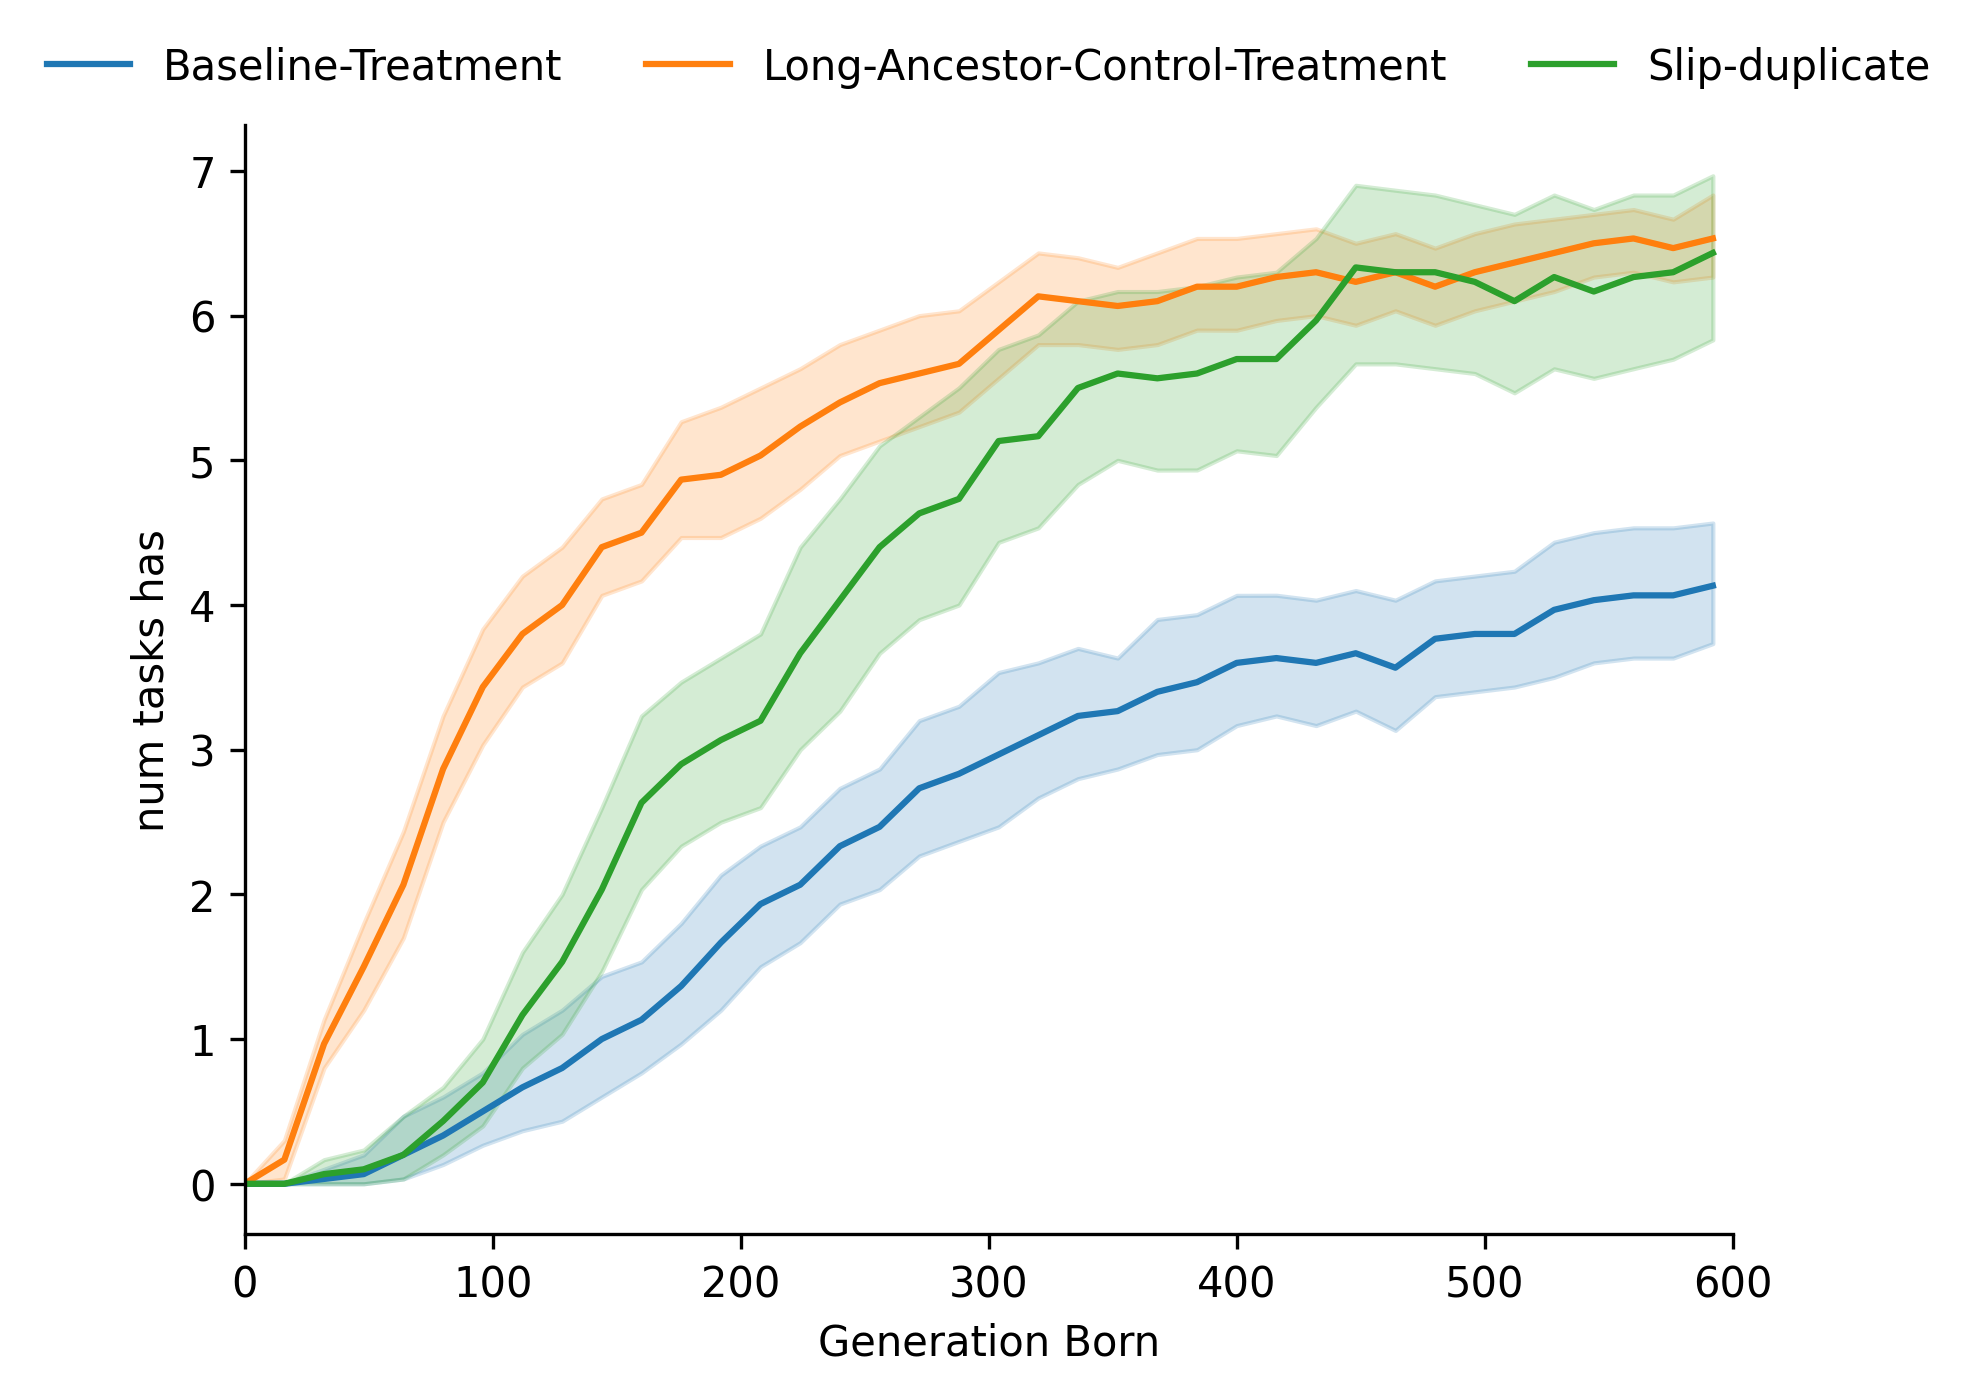 Baseline-Treatment Long-Ancestor-Control-Treatment Slip-duplicate
7
6
5
4
3
2
1
0
num tasks has
0 100 200 300 400 500 600
Generation Born